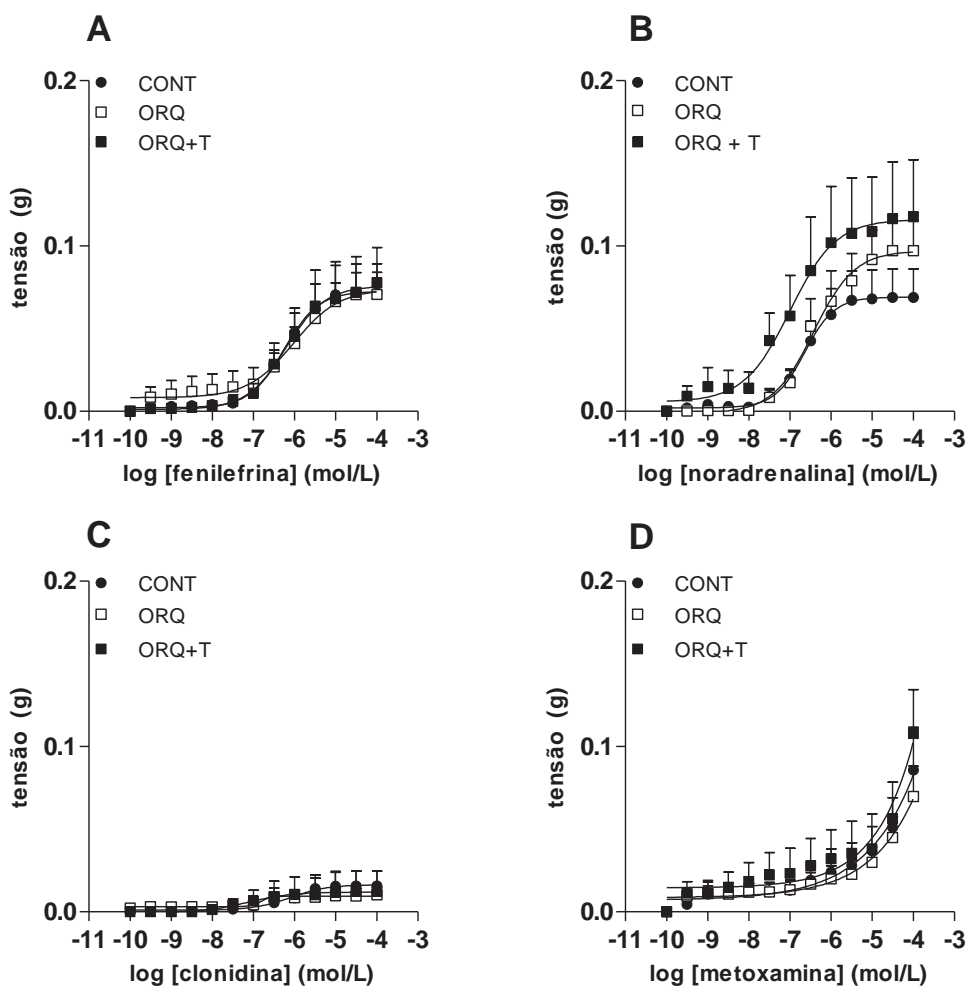 A
0.2
CONT
ORQ
ORQ+T
0.1
0.0
tensão (g)
-11 -10 -9 -8 -7 -6 -5 -4 -3
log [fenilefrina] (mol/L)
B
0.2
CONT
ORQ
ORQ + T
0.1
0.0
tensão (g)
-11 -10 -9 -8 -7 -6 -5 -4 -3
log [noradrenalina] (mol/L)
C
0.2
CONT
ORQ
ORQ+T
0.1
0.0
tensão (g)
-11 -10 -9 -8 -7 -6 -5 -4 -3
log [clonidina] (mol/L)
D
0.2
CONT
ORQ
ORQ+T
0.1
0.0
tensão (g)
-11 -10 -9 -8 -7 -6 -5 -4 -3
log [metoxamina] (mol/L)